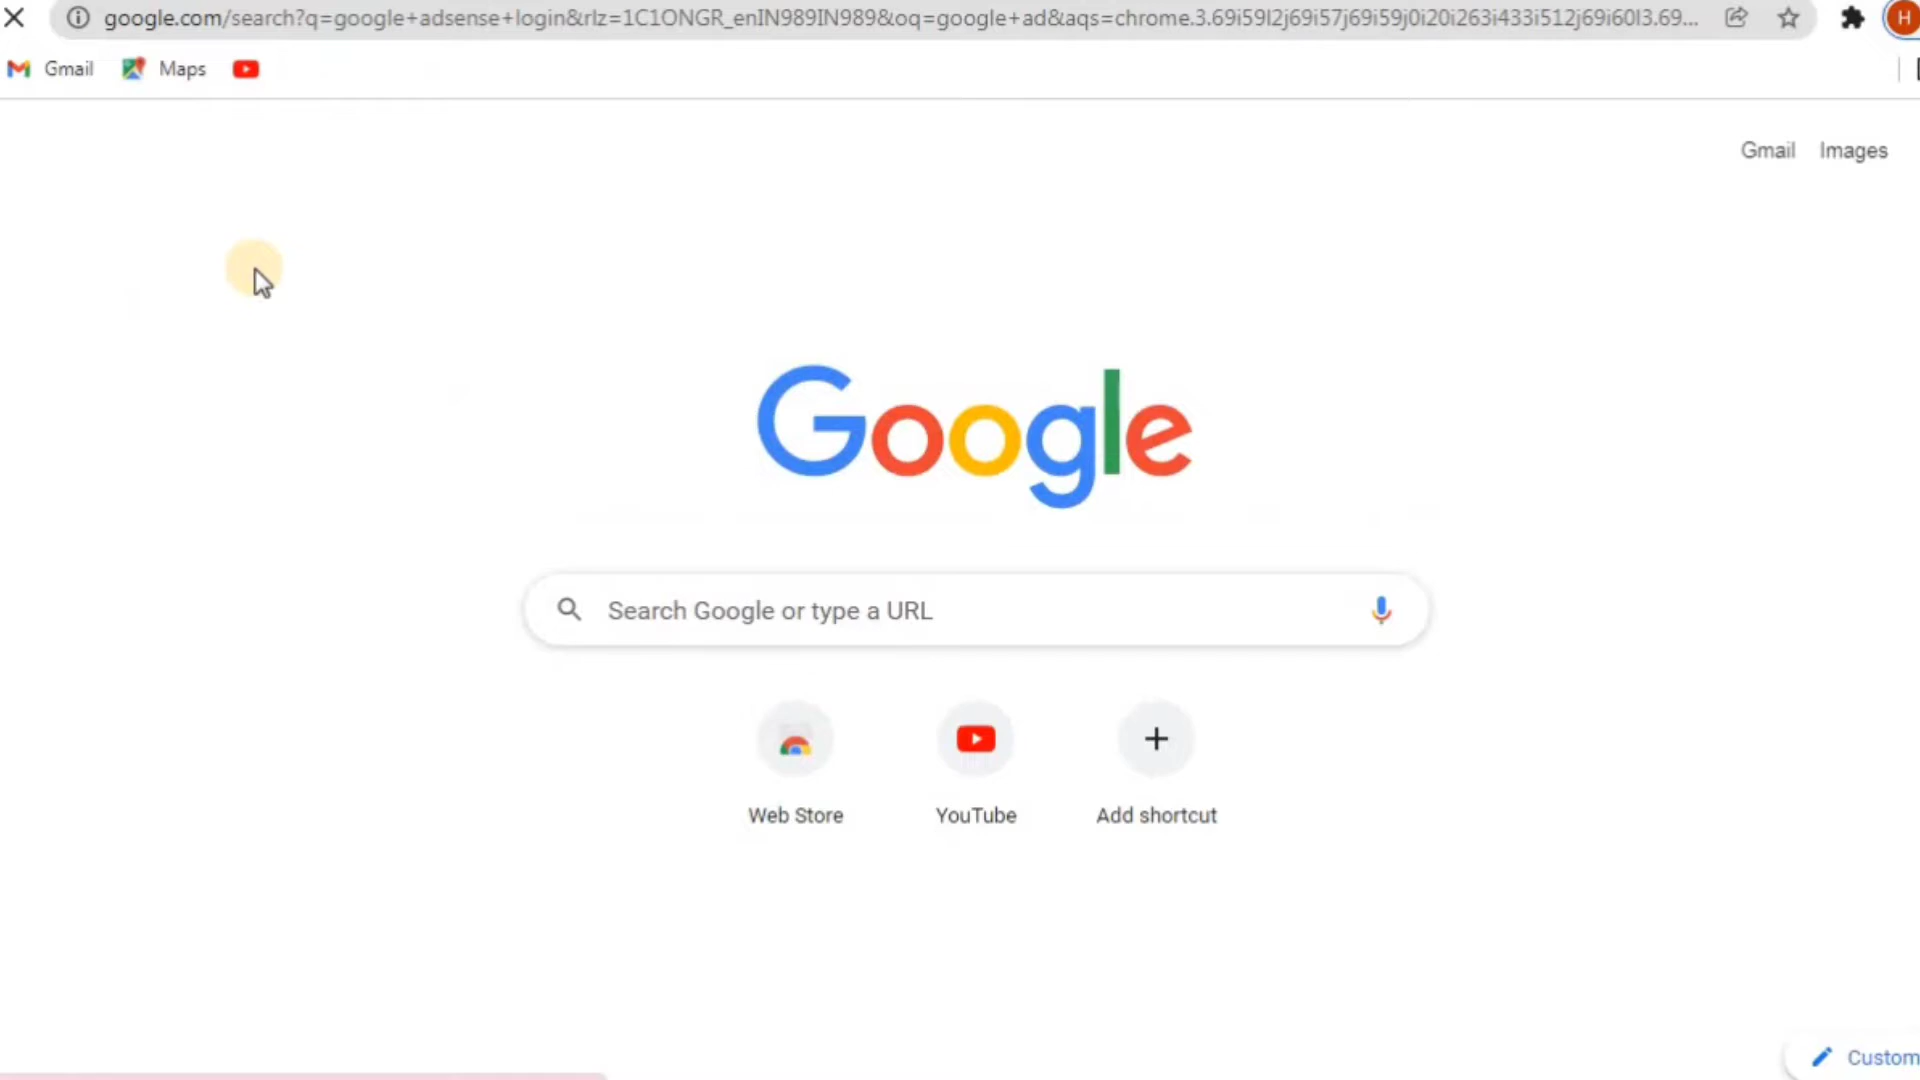 google.com/search?q=google+adsense+login&rlz=1C1ONGR_enIN989IN989&oq=google+ad&aqs=chrome.3.69i59l2j69i57j69i59j0i20i263i433i512j69i60l3.69...
H
Gmail Maps
Gmail Images
Google
Search Google or type a URL
Web Store YouTube Add shortcut
Custom